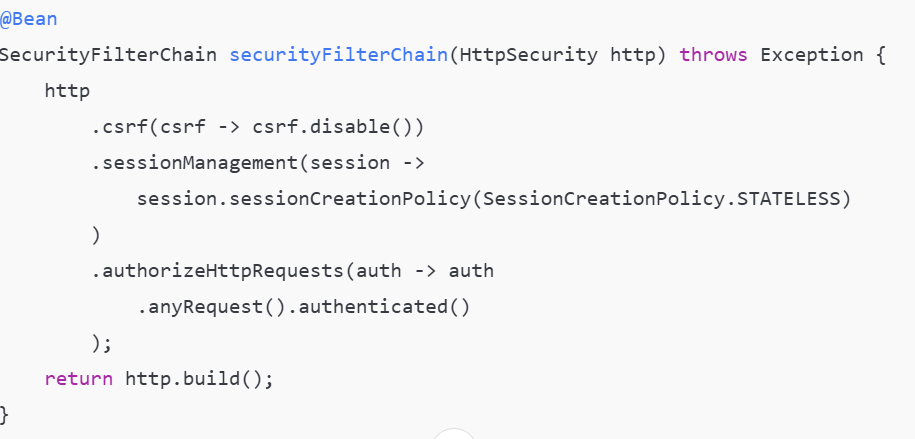 @Bean
SecurityFilterChain securityFilterChain(HttpSecurity http) throws Exception {
    http
        .csrf(csrf -> csrf.disable())
        .sessionManagement(session ->
            session.sessionCreationPolicy(SessionCreationPolicy.STATELESS)
        )
        .authorizeHttpRequests(auth -> auth
            .anyRequest().authenticated()
        );
    return http.build();
}